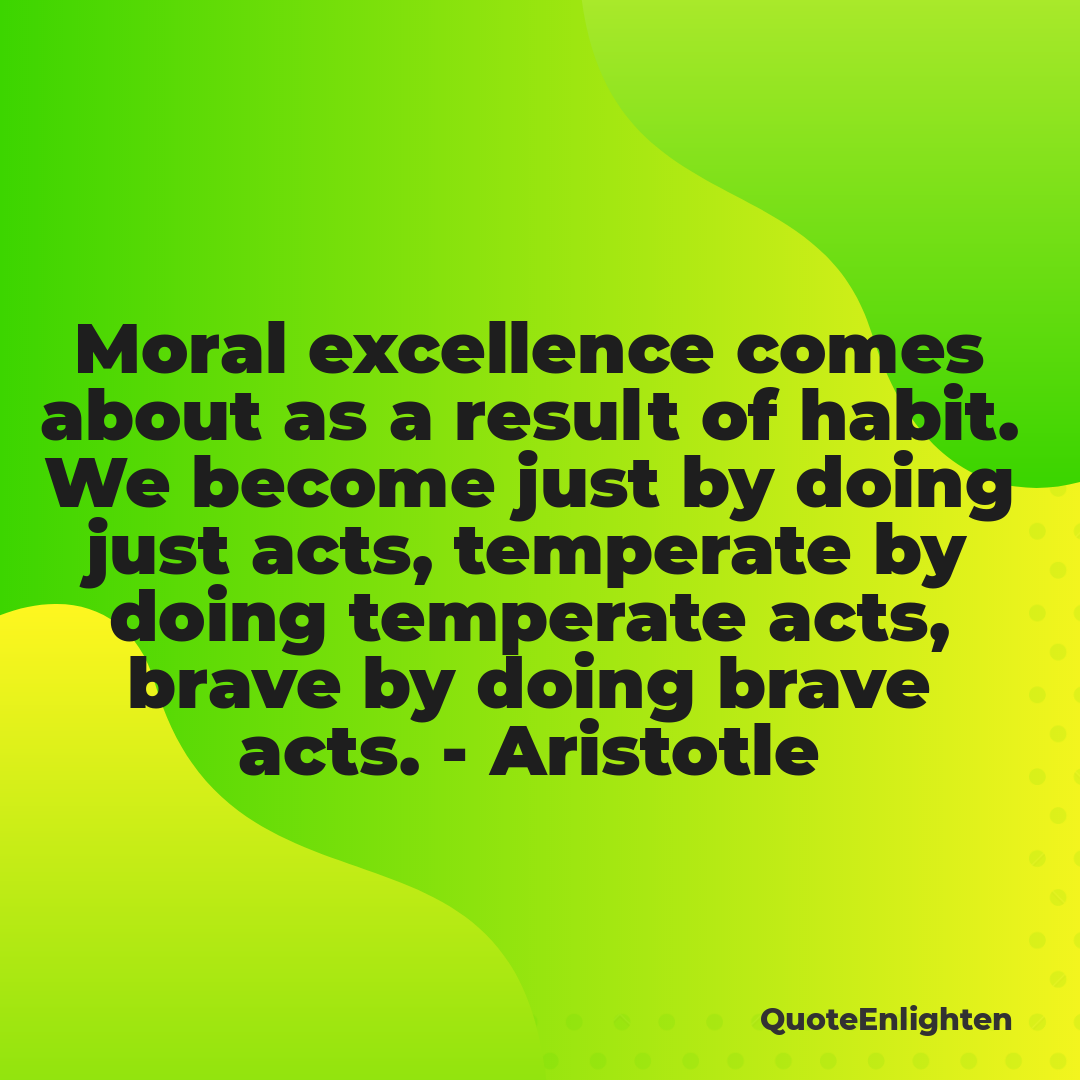 Moral excellence comes
about as a result of habit.
We become just by doing
just acts, temperate by
doing temperate acts,
brave by doing brave
acts. - Aristotle
QuoteEnlighten